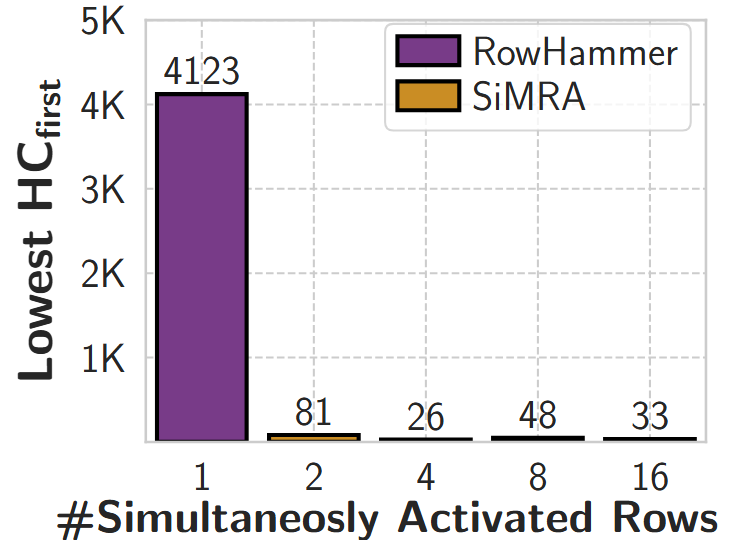 5K
4K
3K
2K
1K
Lowest HCfirst
RowHammer
SiMRA
4123
81
26
48
33
1 2 4 8 16
#Simultaneosly Activated Rows